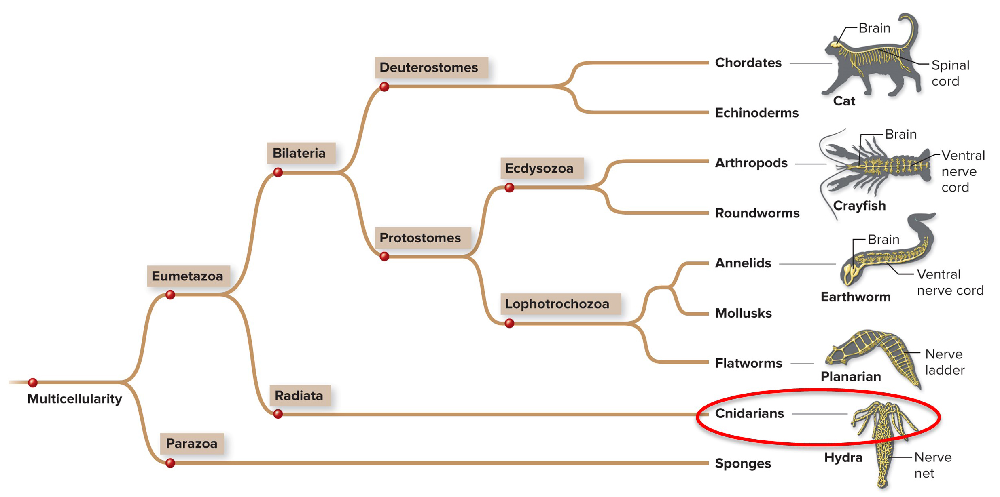 Brain
Deuterostomes
Chordates
Spinal
cord
Cat
Echinoderms
Brain
Bilateria
Ventral
nerve
cord
Ecdysozoa
Arthropods
Crayfish
Roundworms
Protostomes
Brain
Annelids
Ventral
nerve cord
Earthworm
Eumetazoa
Lophotrochozoa
Mollusks
Nerve
ladder
Flatworms
Planarian
Multicellularity
Radiata
Cnidarians
Parazoa
Hydra
Nerve
net
Sponges